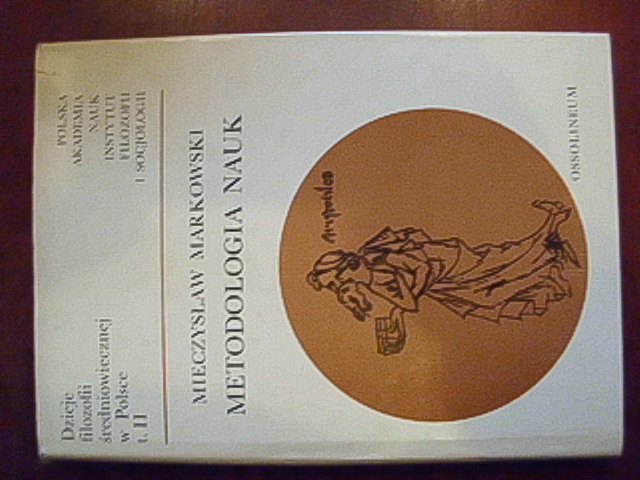 Dzieje
filozofii
średniowiecznej
w Polsce
t. II
POLSKA
AKADEMIA
NAUK
INSTYTUT
FILOZOFII
I SOCJOLOGII
MIECZYSŁAW MARKOWSKI
METODOLOGIA NAUK
OSSOLINEUM